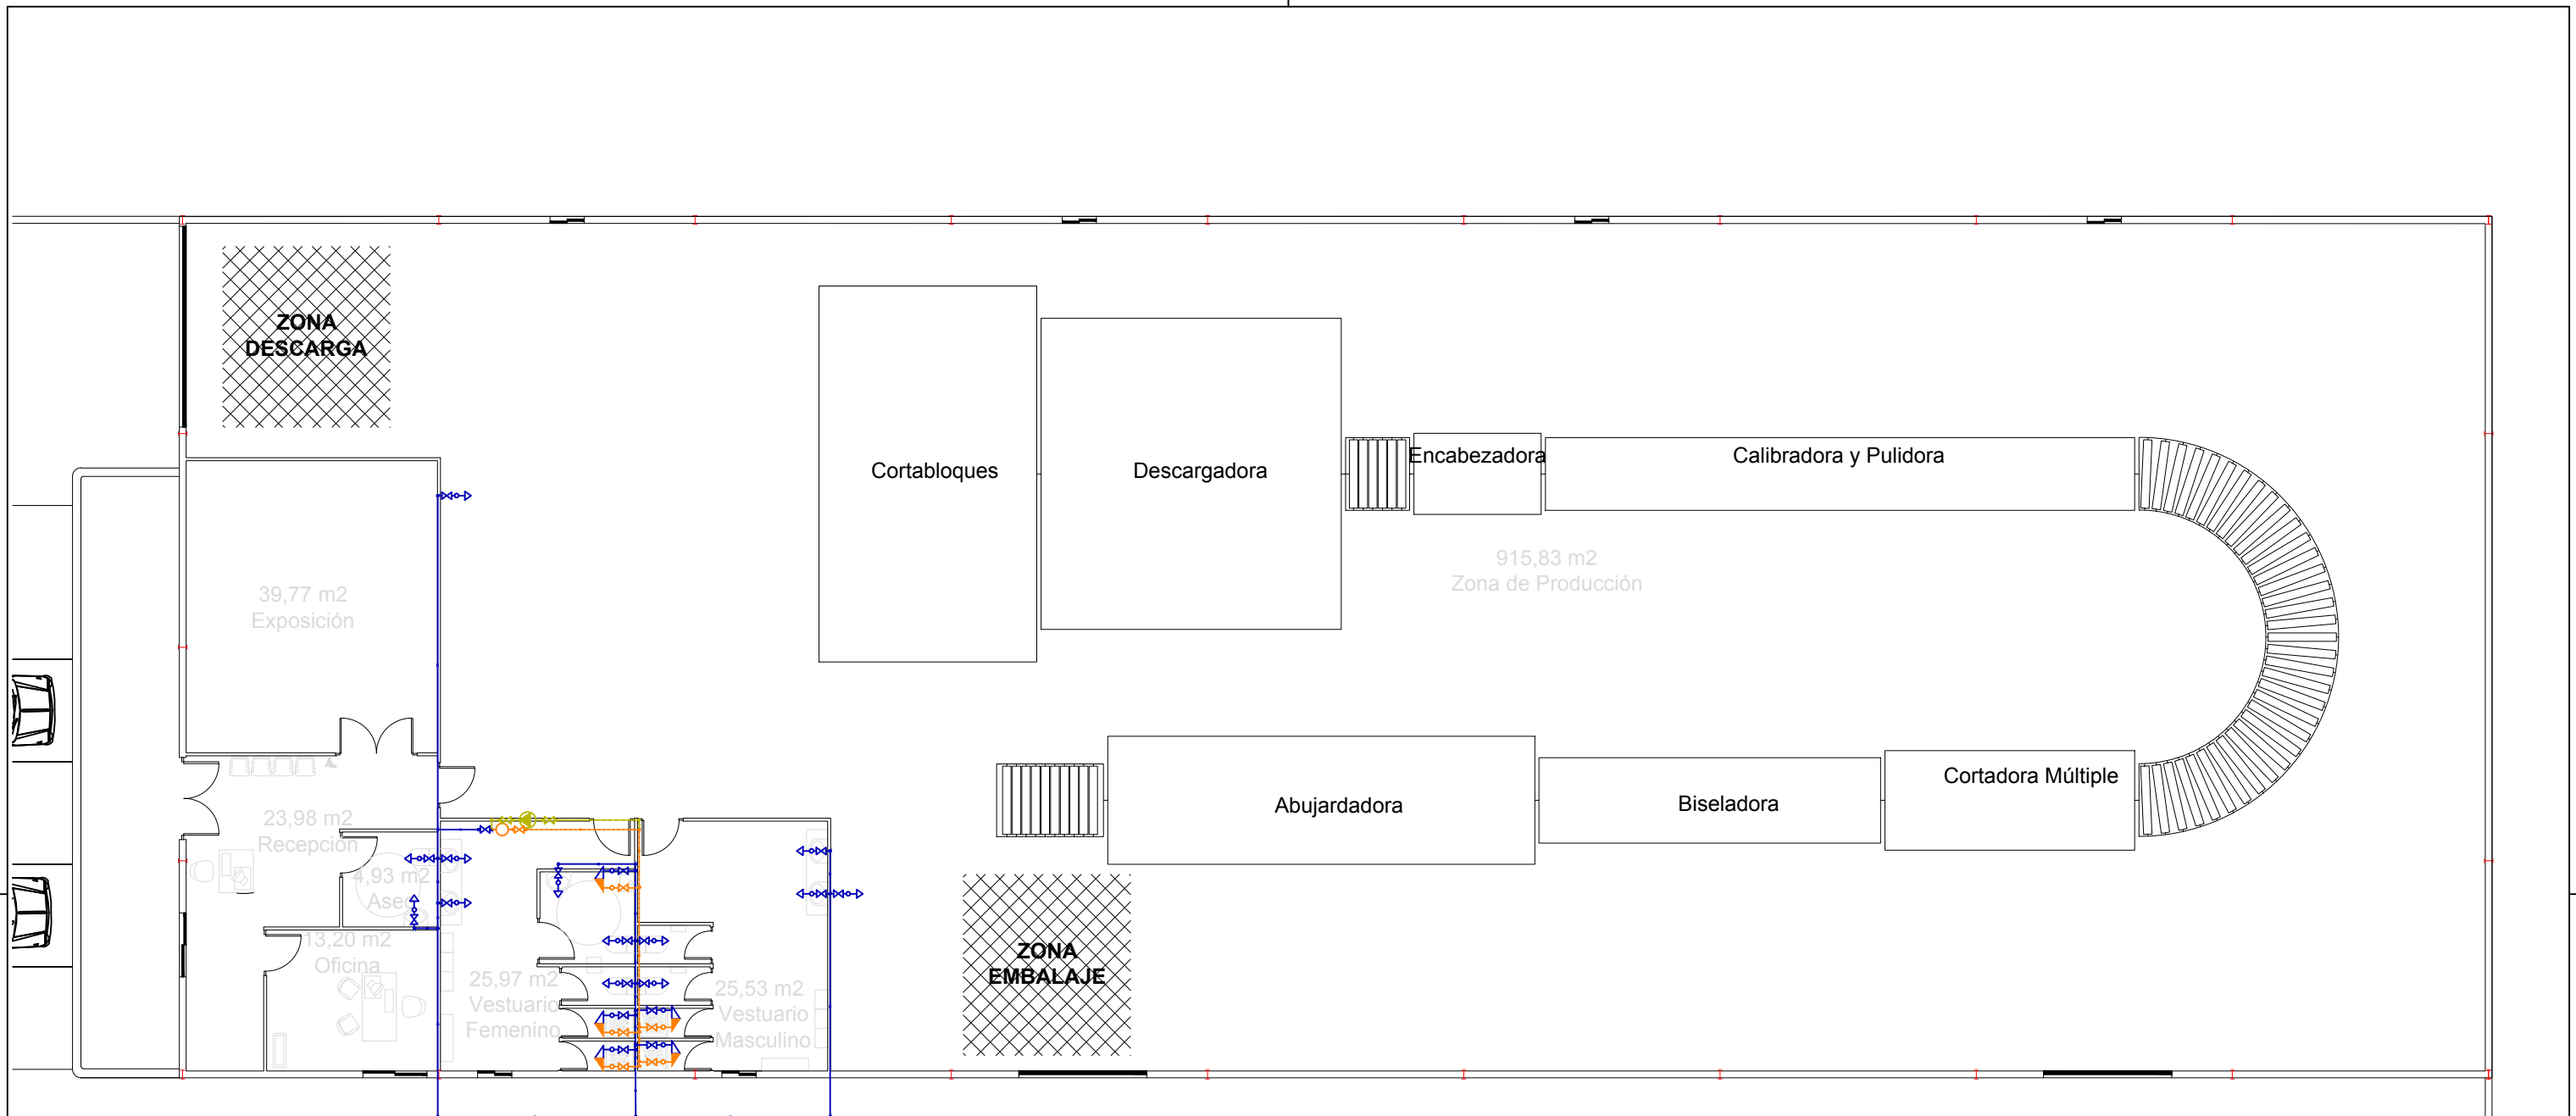 ZONA
DESCARGA
Cortabloques
Descargadora
Encabezadora
Calibradora y Pulidora
915,83 m2
Zona de Producción
39,77 m2
Exposición
23,98 m2
Recepción
4,93 m2
Aseo
13,20 m2
Oficina
25,97 m2
Vestuario
Femenino
25,53 m2
Vestuario
Masculino
Abujardadora
Biseladora
Cortadora Múltiple
ZONA
EMBALAJE